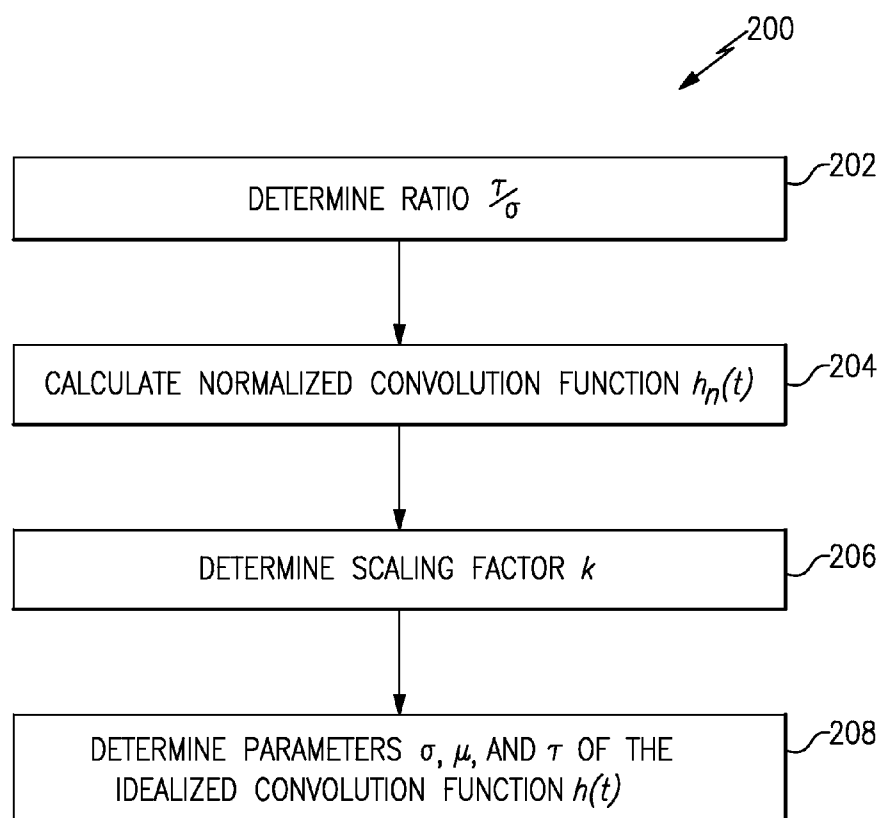 200
DETERMINE RATIO τ/σ
202
CALCULATE NORMALIZED CONVOLUTION FUNCTION hn(t)
204
DETERMINE SCALING FACTOR k
206
DETERMINE PARAMETERS σ, μ, AND τ OF THE
IDEALIZED CONVOLUTION FUNCTION h(t)
208